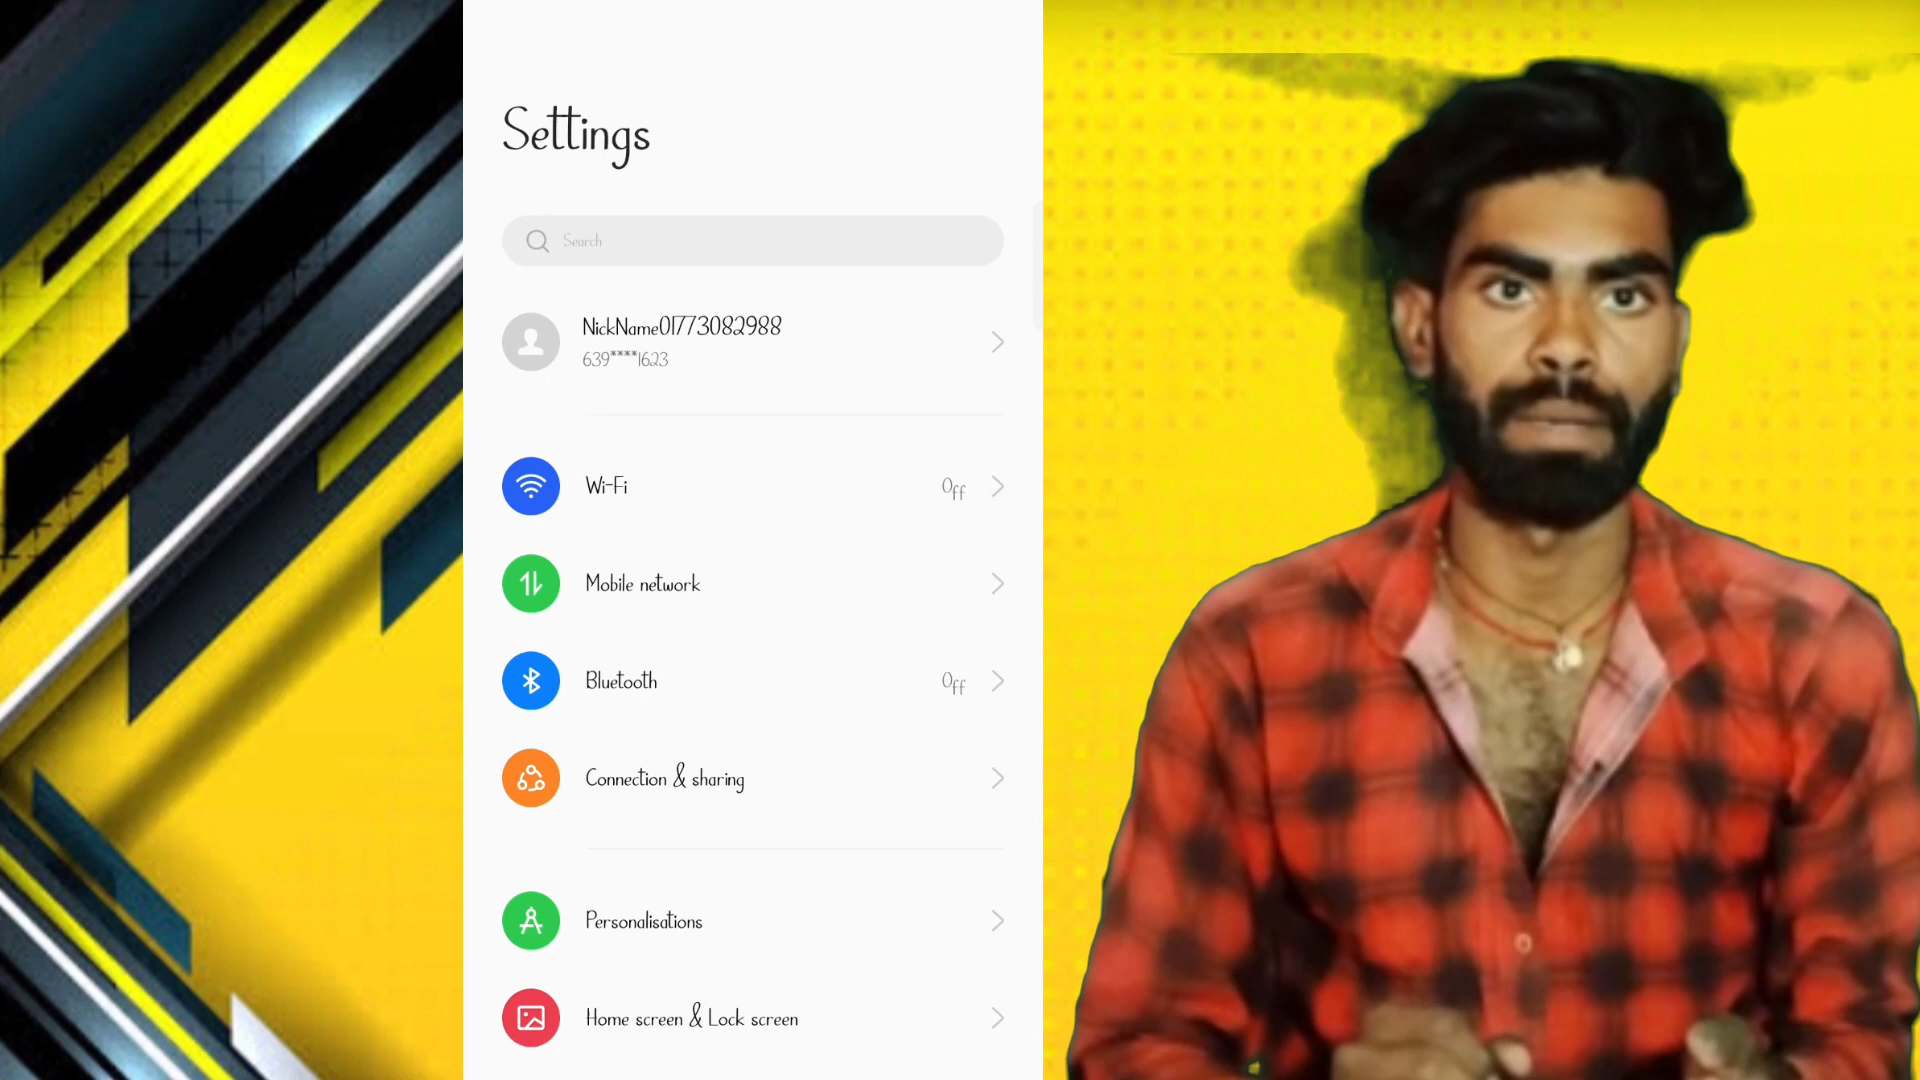 Settings
Search
NickName01773082988
639****1623
Wi-Fi
Off
Mobile network
Bluetooth
Off
Connection & sharing
Personalisations
Home screen & Lock screen